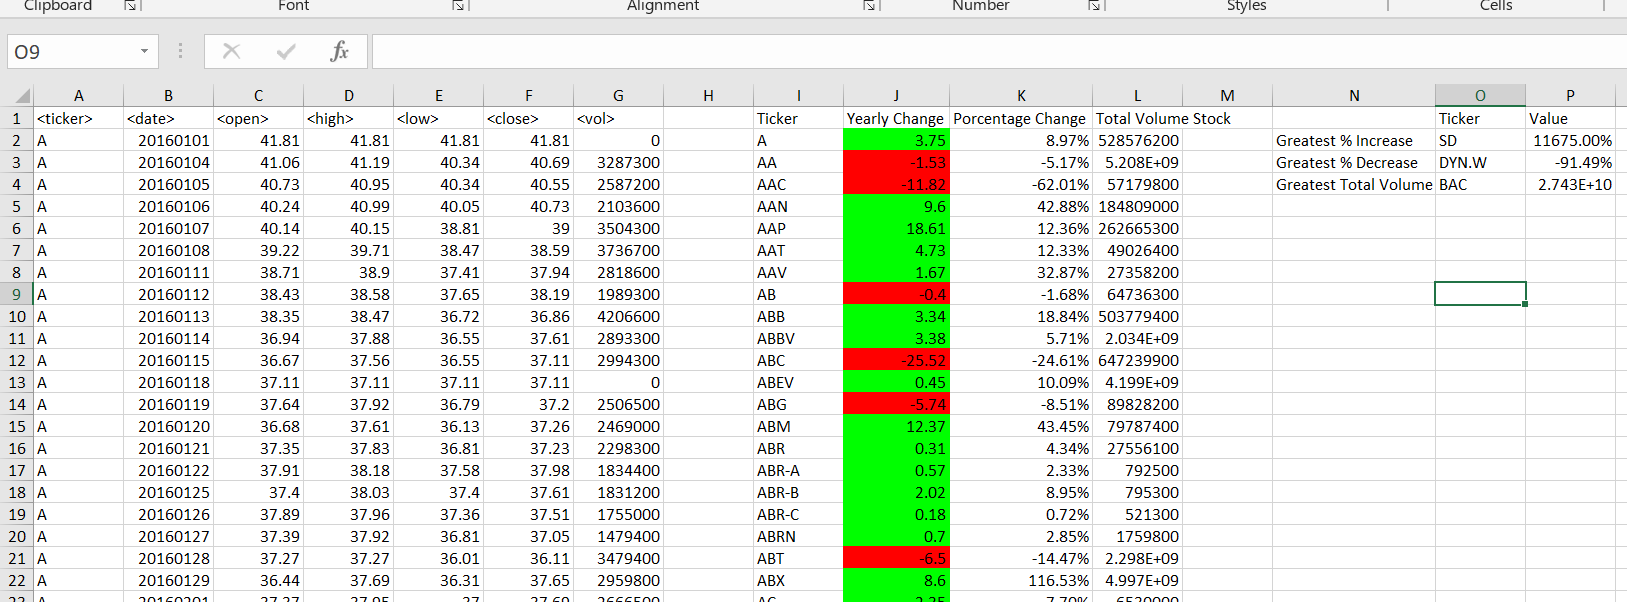 Clipboard Font Alignment Number Styles Cells
O9 fx
A B C D E F G H I J K L M N O P
1 <ticker> <date> <open> <high> <low> <close> <vol> Ticker Yearly Change Porcentage Change Total Volume Stock Ticker Value
2 A 20160101 41.81 41.81 41.81 41.81 0 A 3.75 8.97% 528576200 Greatest % Increase SD 11675.00%
3 A 20160104 41.06 41.19 40.34 40.69 3287300 AA -1.53 -5.17% 5.208E+09 Greatest % Decrease DYN.W -91.49%
4 A 20160105 40.73 40.95 40.34 40.55 2587200 AAC -11.82 -62.01% 57179800 Greatest Total Volume BAC 2.743E+10
5 A 20160106 40.24 40.99 40.05 40.73 2103600 AAN 9.6 42.88% 184809000
6 A 20160107 40.14 40.15 38.81 39 3504300 AAP 18.61 12.36% 262665300
7 A 20160108 39.22 39.71 38.47 38.59 3736700 AAT 4.73 12.33% 49026400
8 A 20160111 38.71 38.9 37.41 37.94 2818600 AAV 1.67 32.87% 27358200
9 A 20160112 38.43 38.58 37.65 38.19 1989300 AB -0.4 -1.68% 64736300
10 A 20160113 38.35 38.47 36.72 36.86 4206600 ABB 3.34 18.84% 503779400
11 A 20160114 36.94 37.88 36.55 37.61 2893300 ABBV 3.38 5.71% 2.034E+09
12 A 20160115 36.67 37.56 36.55 37.11 2994300 ABC -25.52 -24.61% 647239900
13 A 20160118 37.11 37.11 37.11 37.11 0 ABEV 0.45 10.09% 4.199E+09
14 A 20160119 37.64 37.92 36.79 37.2 2506500 ABG -5.74 -8.51% 89828200
15 A 20160120 36.68 37.61 36.13 37.26 2469000 ABM 12.37 43.45% 79787400
16 A 20160121 37.35 37.83 36.81 37.23 2298300 ABR 0.31 4.34% 27556100
17 A 20160122 37.91 38.18 37.58 37.98 1834400 ABR-A 0.57 2.33% 792500
18 A 20160125 37.4 38.03 37.4 37.61 1831200 ABR-B 2.02 8.95% 795300
19 A 20160126 37.89 37.96 37.36 37.51 1755000 ABR-C 0.18 0.72% 521300
20 A 20160127 37.39 37.92 36.81 37.05 1479400 ABRN 0.7 2.85% 1759800
21 A 20160128 37.27 37.27 36.01 36.11 3479400 ABT -6.5 -14.47% 2.298E+09
22 A 20160129 36.44 37.69 36.31 37.65 2959800 ABX 8.6 116.53% 4.997E+09